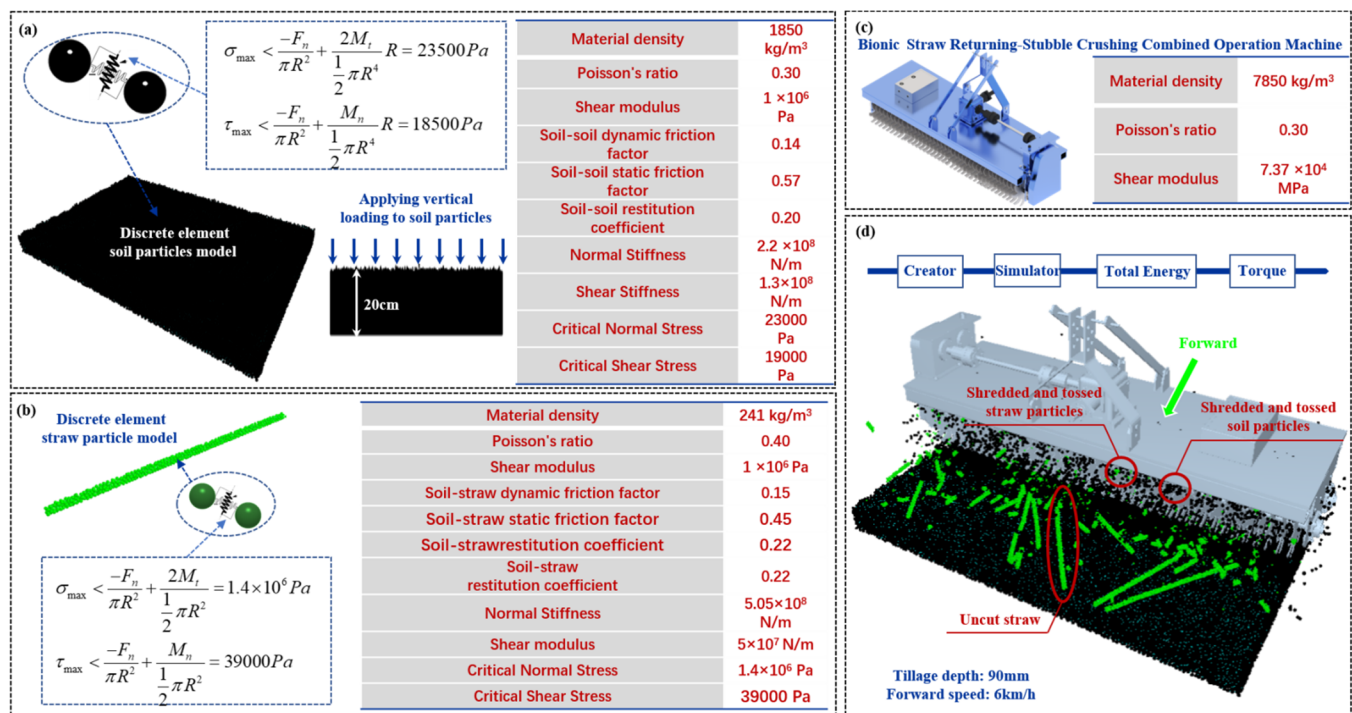 (a)
σmax < -Fn/πR² + 2Mt/(1/2 πR⁴) R = 23500Pa
τmax < -Fn/πR² + Mn/(1/2 πR⁴) R = 18500Pa
Discrete element
soil particles model
Applying vertical
loading to soil particles
20cm
Material density 1850 kg/m³
Poisson's ratio 0.30
Shear modulus 1 ×10⁶ Pa
Soil-soil dynamic friction factor 0.14
Soil-soil static friction factor 0.57
Soil-soil restitution coefficient 0.20
Normal Stiffness 2.2 ×10⁸ N/m
Shear Stiffness 1.3×10⁸ N/m
Critical Normal Stress 23000 Pa
Critical Shear Stress 19000 Pa
(b)
Discrete element
straw particle model
σmax < -Fn/πR² + 2Mt/(1/2 πR²) = 1.4×10⁶ Pa
τmax < -Fn/πR² + Mn/(1/2 πR²) = 39000Pa
Material density 241 kg/m³
Poisson's ratio 0.40
Shear modulus 1 ×10⁶ Pa
Soil-straw dynamic friction factor 0.15
Soil-straw static friction factor 0.45
Soil-strawrestitution coefficient 0.22
Soil-straw restitution coefficient 0.22
Normal Stiffness 5.05×10⁸ N/m
Shear modulus 5×10⁷ N/m
Critical Normal Stress 1.4×10⁶ Pa
Critical Shear Stress 39000 Pa
(c)
Bionic Straw Returning-Stubble Crushing Combined Operation Machine
Material density 7850 kg/m³
Poisson's ratio 0.30
Shear modulus 7.37 ×10⁴ MPa
(d)
Creator Simulator Total Energy Torque
Forward
Shredded and tossed
straw particles
Shredded and tossed
soil particles
Uncut straw
Tillage depth: 90mm
Forward speed: 6km/h